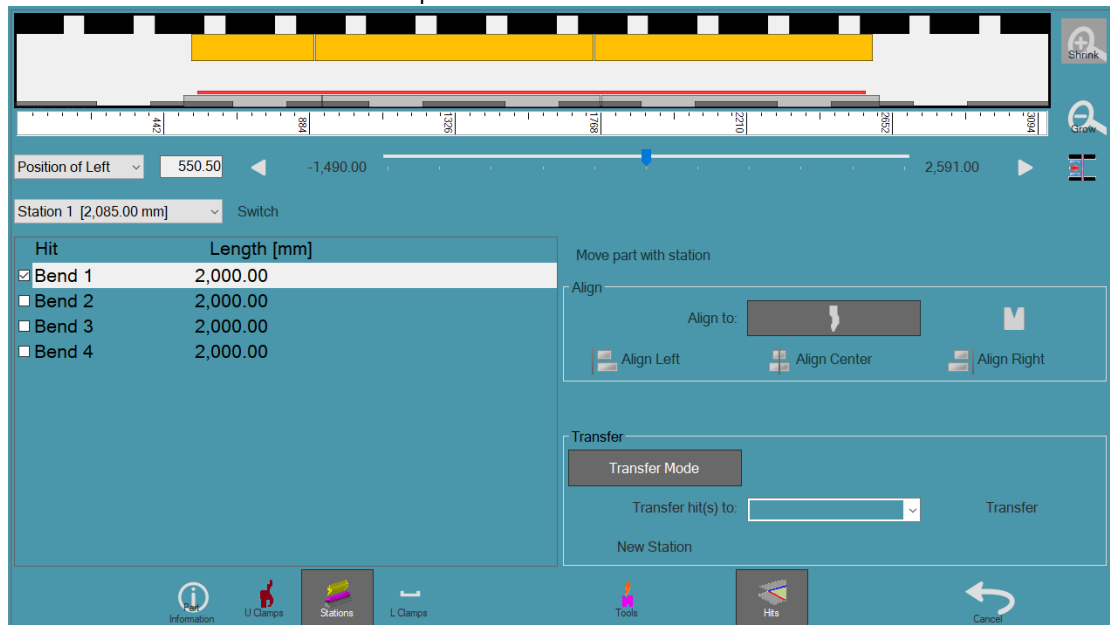 Shrink
442 884 1326 1768 2210 2652 3094
Grow
Position of Left 550.50 -1,490.00 2,591.00
Station 1 [2,085.00 mm] Switch
Hit Length [mm]
Bend 1 2,000.00
Bend 2 2,000.00
Bend 3 2,000.00
Bend 4 2,000.00
Move part with station
Align
Align to:
Align Left Align Center Align Right
Transfer
Transfer Mode
Transfer hit(s) to: Transfer
New Station
Part
Information U Clamps Stations L Clamps Tools Hits Cancel